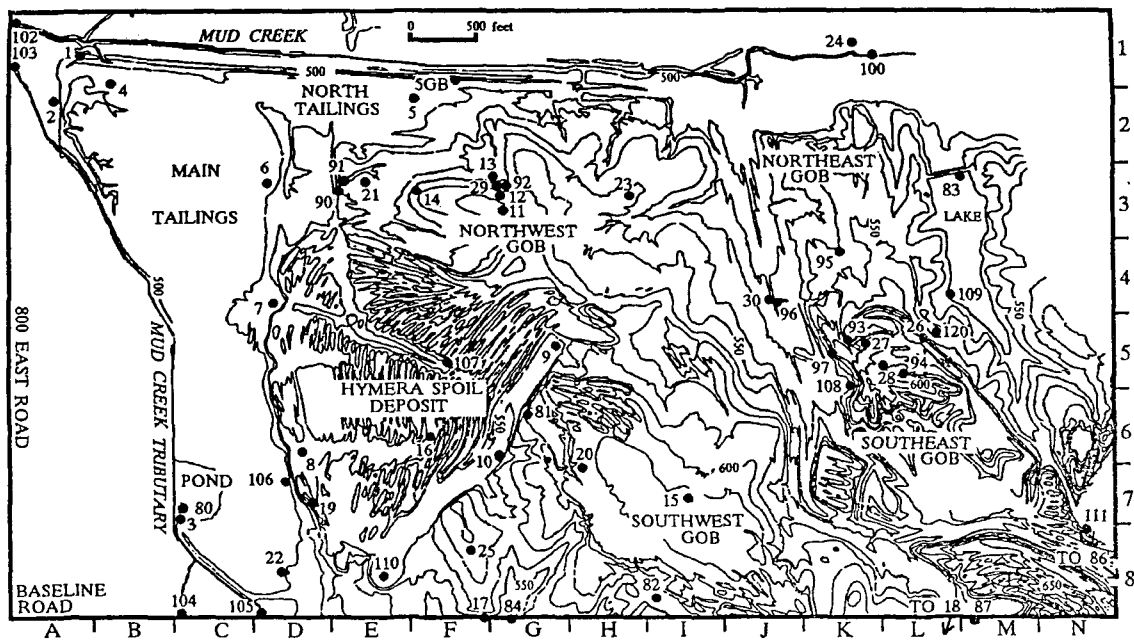 102
103
1
MUD CREEK
0 500 feet
24
100
1
4
2
500
NORTH
TAILINGS
5
5GB
500
2
MAIN
TAILINGS
6
91
90
21
14
13
29
92
12
11
23
NORTHWEST
GOB
NORTHEAST
GOB
83
LAKE
3
550
95
500
7
30
96
109
550
4
800 EAST ROAD
MUD CREEK TRIBUTARY
107
9
550
93
27
26
120
97
108
28
94
600
5
HYMERA SPOIL
DEPOSIT
550
81
SOUTHEAST
GOB
6
8
16
10
20
600
POND
106
80
3
19
15
SOUTHWEST
GOB
111
7
22
110
25
TO 86
550
82
650
8
BASELINE
ROAD
104
105
17
84
TO 18
87
A B C D E F G H I J K L M N